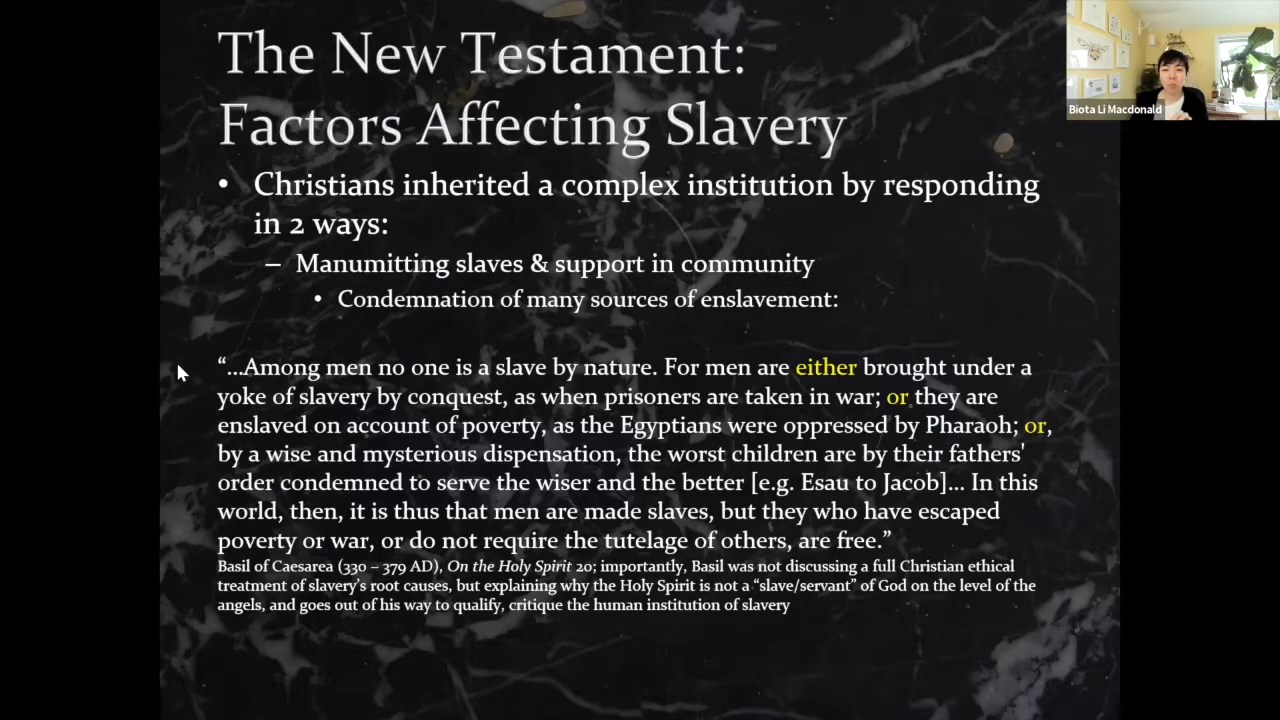 The New Testament:
Factors Affecting Slavery
• Christians inherited a complex institution by responding
in 2 ways:
– Manumitting slaves & support in community
• Condemnation of many sources of enslavement:
“…Among men no one is a slave by nature. For men are either brought under a
yoke of slavery by conquest, as when prisoners are taken in war; or they are
enslaved on account of poverty, as the Egyptians were oppressed by Pharaoh; or,
by a wise and mysterious dispensation, the worst children are by their fathers'
order condemned to serve the wiser and the better [e.g. Esau to Jacob]… In this
world, then, it is thus that men are made slaves, but they who have escaped
poverty or war, or do not require the tutelage of others, are free.”
Basil of Caesarea (330 – 379 AD), On the Holy Spirit 20; importantly, Basil was not discussing a full Christian ethical
treatment of slavery’s root causes, but explaining why the Holy Spirit is not a “slave/servant” of God on the level of the
angels, and goes out of his way to qualify, critique the human institution of slavery
Biota Li Macdonald